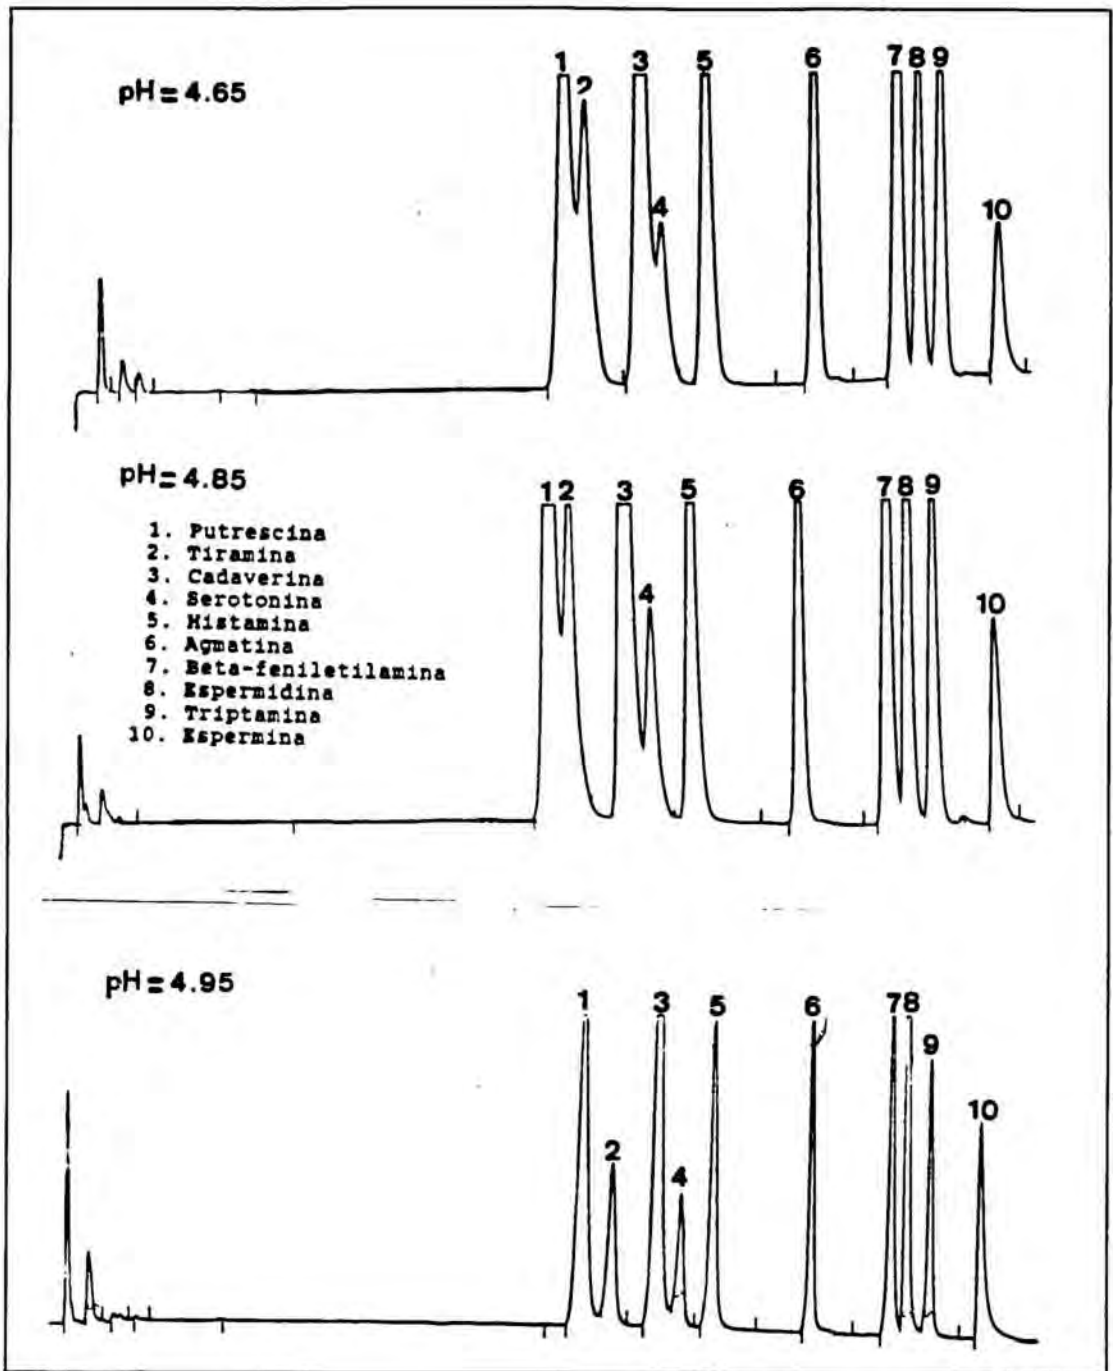 pH=4.65
1 2 3 4 5 6 7 8 9 10
pH=4.85
1. Putrescina
2. Tiramina
3. Cadaverina
4. Serotonina
5. Histamina
6. Agmatina
7. Beta-feniletilamina
8. Espermidina
9. Triptamina
10. Espermina
1 2 3 4 5 6 7 8 9 10
pH=4.95
1 2 3 4 5 6 7 8 9 10